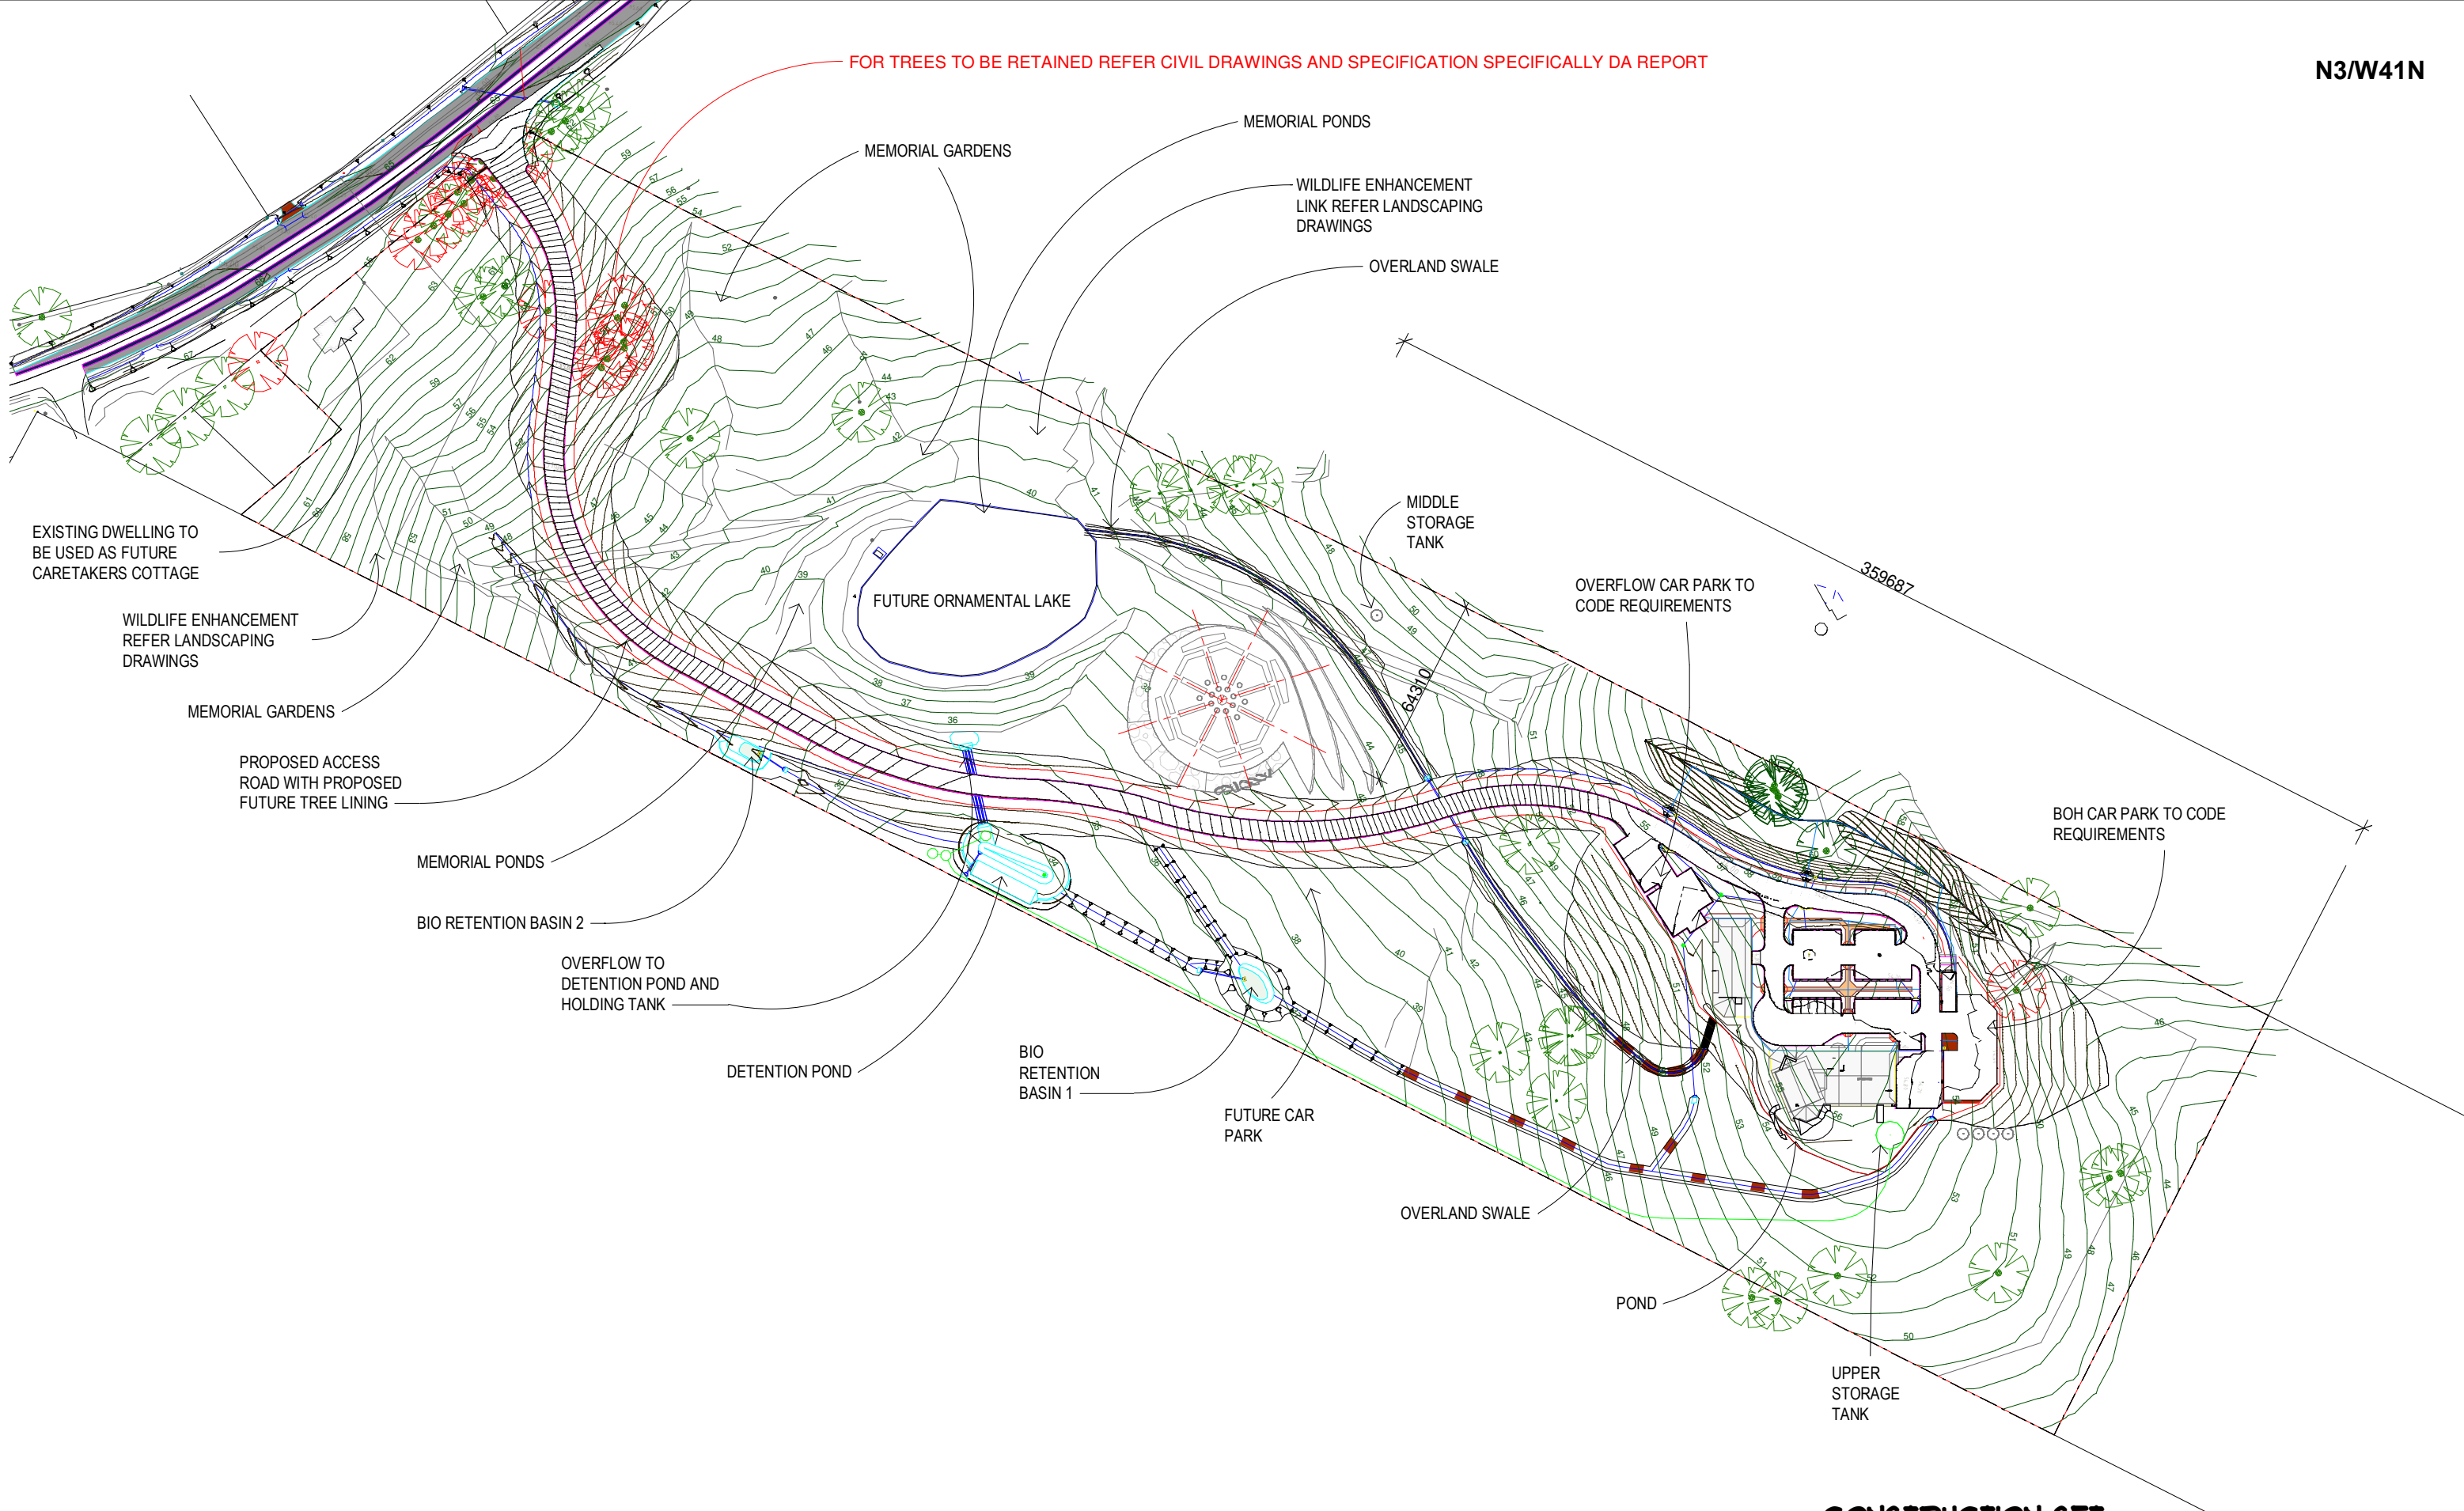 FOR TREES TO BE RETAINED REFER CIVIL DRAWINGS AND SPECIFICATION SPECIFICALLY DA REPORT
N3/W41N
MEMORIAL PONDS
MEMORIAL GARDENS
WILDLIFE ENHANCEMENT
LINK REFER LANDSCAPING
DRAWINGS
OVERLAND SWALE
MIDDLE
STORAGE
TANK
359687
OVERFLOW CAR PARK TO
CODE REQUIREMENTS
EXISTING DWELLING TO
BE USED AS FUTURE
CARETAKERS COTTAGE
FUTURE ORNAMENTAL LAKE
WILDLIFE ENHANCEMENT
REFER LANDSCAPING
DRAWINGS
64310
MEMORIAL GARDENS
PROPOSED ACCESS
ROAD WITH PROPOSED
FUTURE TREE LINING
BOH CAR PARK TO CODE
REQUIREMENTS
MEMORIAL PONDS
BIO RETENTION BASIN 2
OVERFLOW TO
DETENTION POND AND
HOLDING TANK
DETENTION POND
BIO
RETENTION
BASIN 1
FUTURE CAR
PARK
OVERLAND SWALE
POND
UPPER
STORAGE
TANK
CONSTRUCTION SET